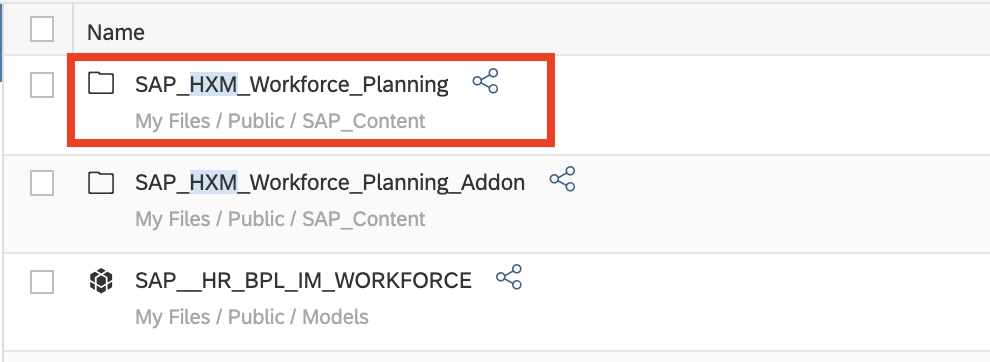 Name
SAP_HXM_Workforce_Planning
My Files / Public / SAP_Content
SAP_HXM_Workforce_Planning_Addon
My Files / Public / SAP_Content
SAP__HR_BPL_IM_WORKFORCE
My Files / Public / Models